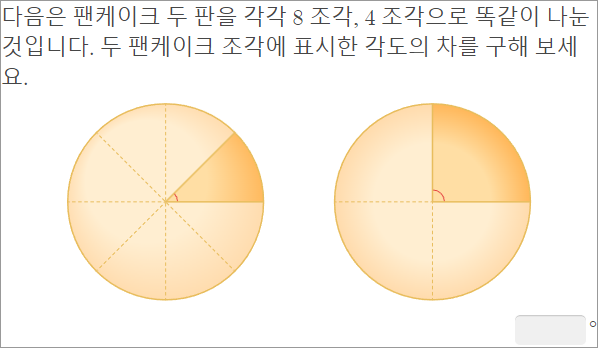 다음은 팬케이크 두 판을 각각 8 조각, 4 조각으로 똑같이 나눈
것입니다. 두 팬케이크 조각에 표시한 각도의 차를 구해 보세
요.
°